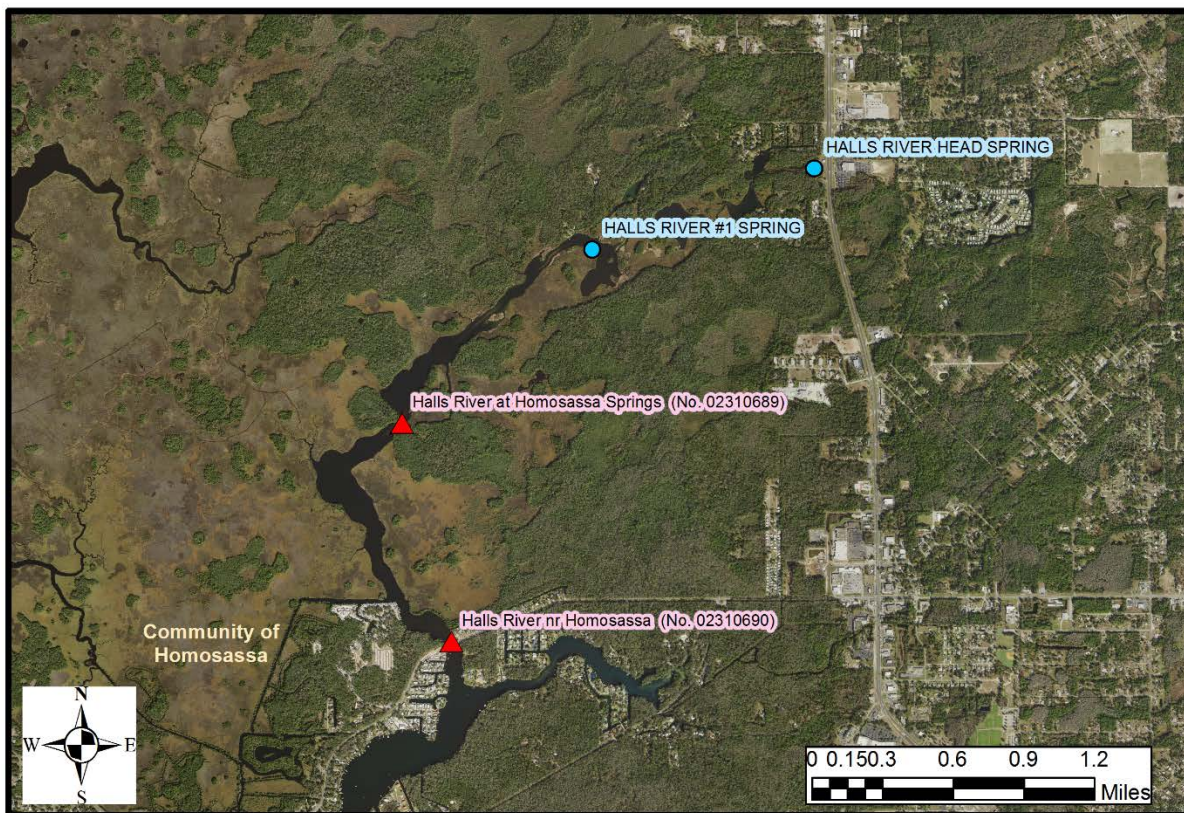 HALLS RIVER HEAD SPRING
HALLS RIVER #1 SPRING
Halls River at Homosassa Springs (No. 02310689)
Halls River nr Homosassa (No. 02310690)
Community of
Homosassa
N
W E
S
0 0.150.3 0.6 0.9 1.2
Miles